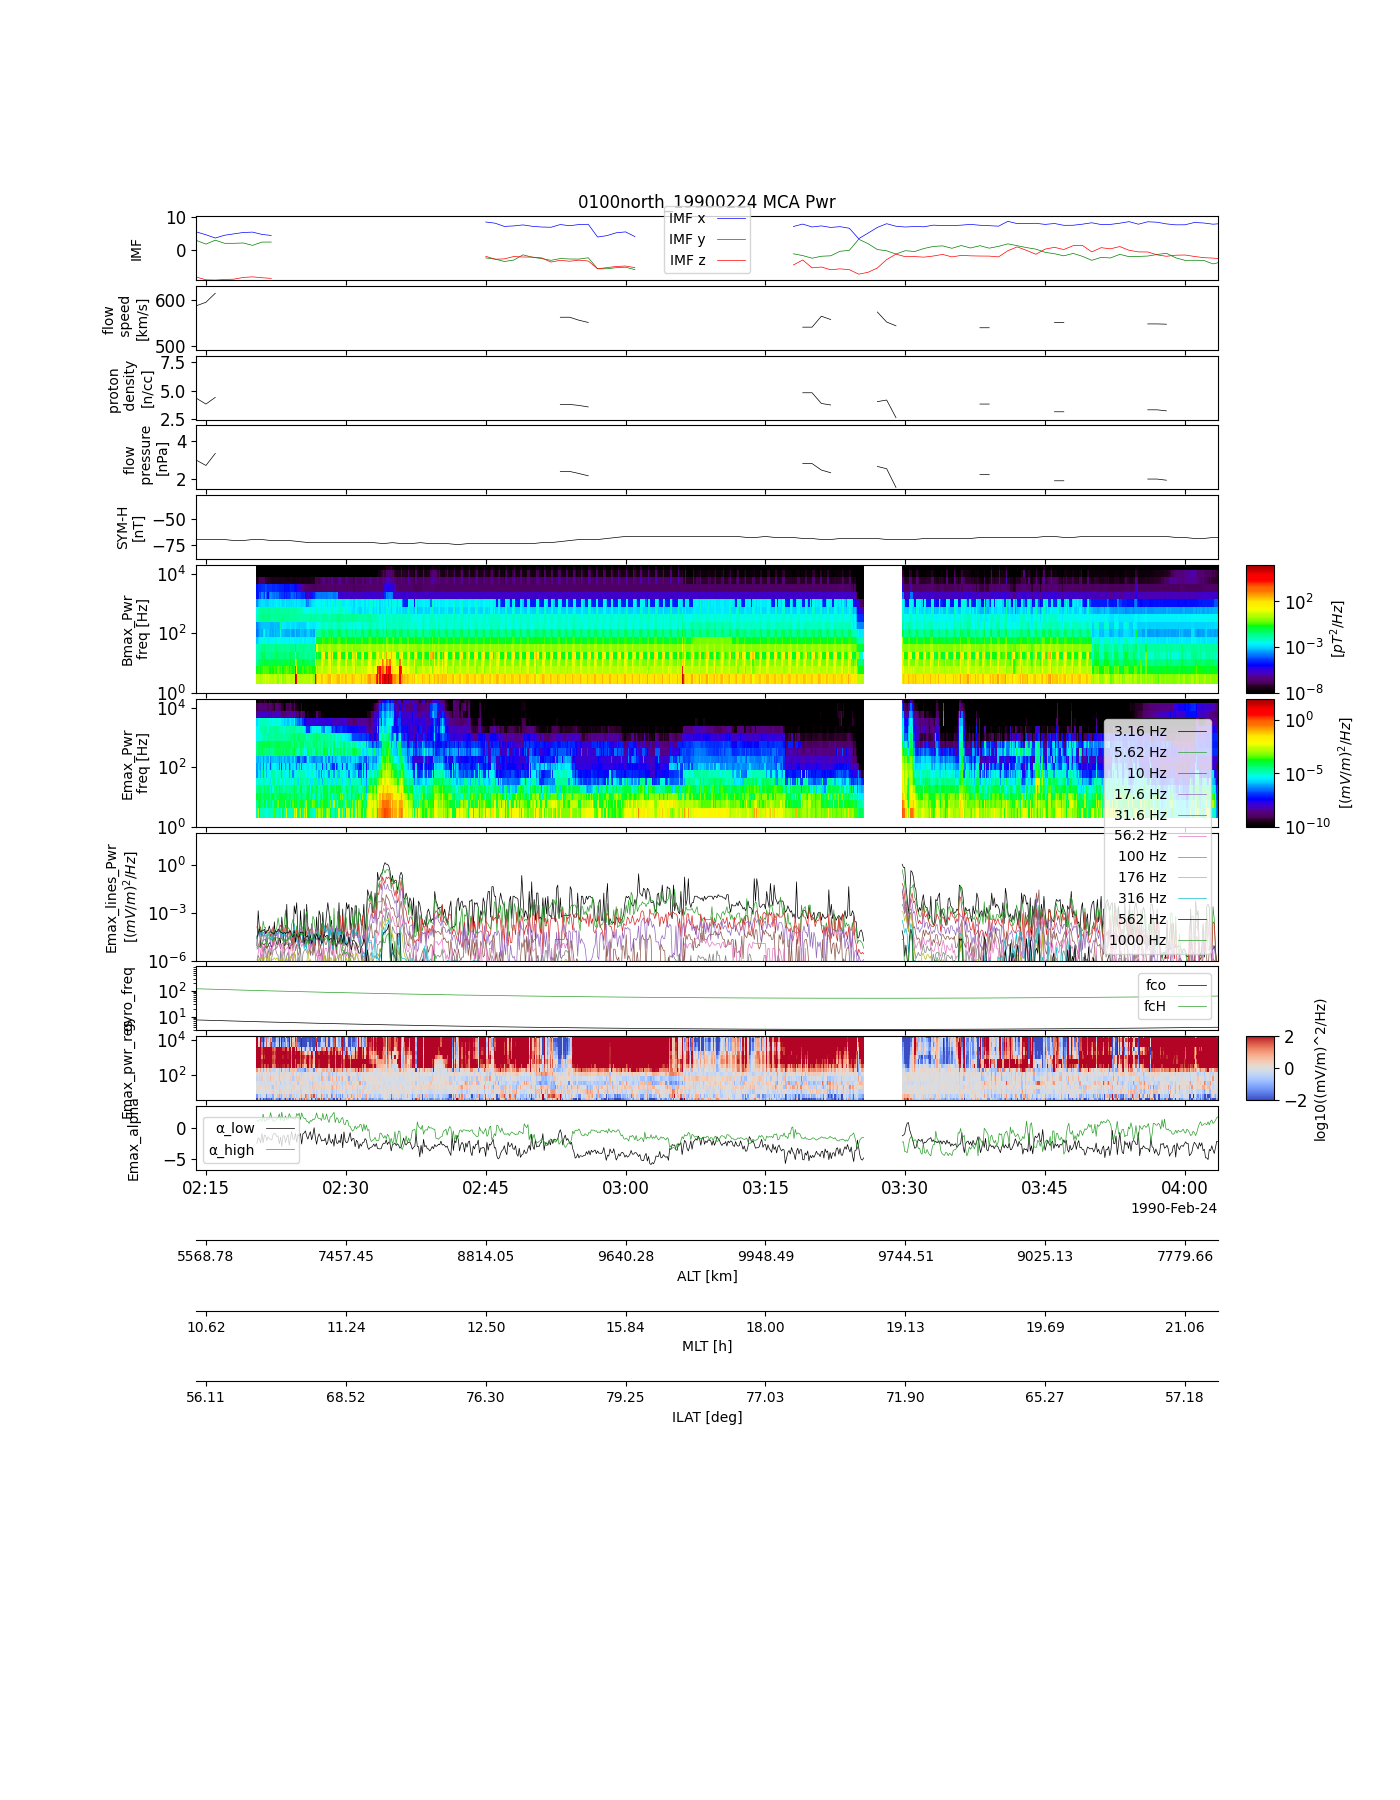 0100north_19900224 MCA Pwr
10
0
IMF
IMF x
IMF y
IMF z
600
500
flow
speed
[km/s]
7.5
5.0
2.5
proton
density
[n/cc]
4
2
flow
pressure
[nPa]
−50
−75
SYM-H
[nT]
10^4
10^2
10^0
Bmax_Pwr
freq [Hz]
10^2
10^−3
10^−8
[pT^2/Hz]
10^4
10^2
10^0
Emax_Pwr
freq [Hz]
10^0
10^−5
10^−10
[(mV/m)^2/Hz]
3.16 Hz
5.62 Hz
10 Hz
17.6 Hz
31.6 Hz
56.2 Hz
100 Hz
176 Hz
316 Hz
562 Hz
1000 Hz
10^0
10^−3
10^−6
Emax_lines_Pwr
[(mV/m)^2/Hz]
10^2
10^1
gyro_freq
fco
fcH
10^4
10^2
Emax_pwr_reg
2
0
−2
log10((mV/m)^2/Hz)
0
−5
Emax_alpha
α_low
α_high
02:15 02:30 02:45 03:00 03:15 03:30 03:45 04:00
1990-Feb-24
5568.78 7457.45 8814.05 9640.28 9948.49 9744.51 9025.13 7779.66
ALT [km]
10.62 11.24 12.50 15.84 18.00 19.13 19.69 21.06
MLT [h]
56.11 68.52 76.30 79.25 77.03 71.90 65.27 57.18
ILAT [deg]